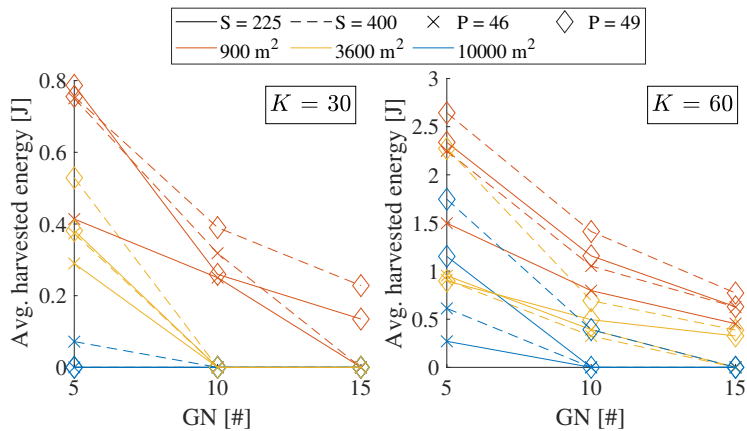 S = 225 S = 400 P = 46 P = 49
900 m² 3600 m² 10000 m²
K = 30
Avg. harvested energy [J]
0.8
0.6
0.4
0.2
0
5 10 15
GN [#]
K = 60
Avg. harvested energy [J]
3
2.5
2
1.5
1
0.5
0
5 10 15
GN [#]